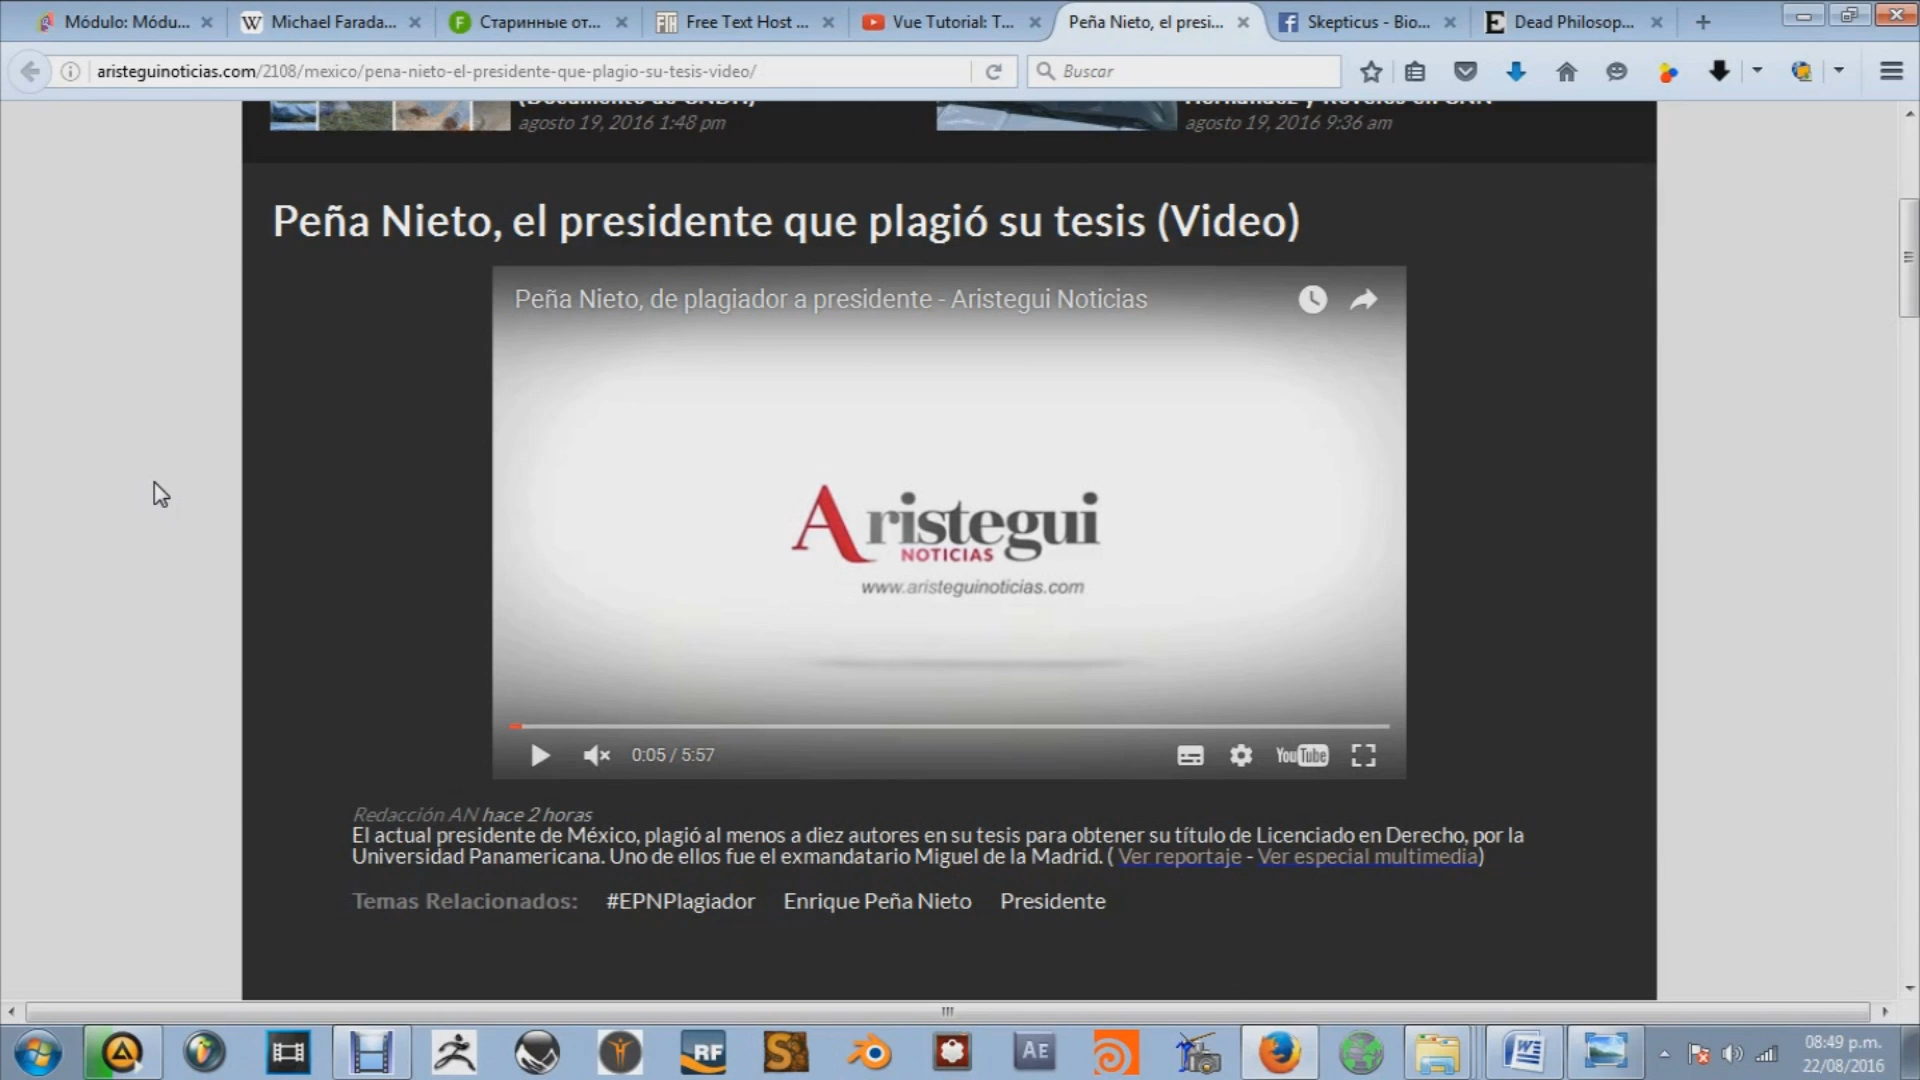 Módulo: Módu...
Michael Farada...
Старинные от...
Free Text Host ...
Vue Tutorial: T...
Peña Nieto, el presi...
Skepticus - Bio...
Dead Philosop...
aristeguinoticias.com/2108/mexico/pena-nieto-el-presidente-que-plagio-su-tesis-video/
Buscar
agosto 19, 2016 1:48 pm
agosto 19, 2016 9:36 am
Peña Nieto, el presidente que plagió su tesis (Video)
Peña Nieto, de plagiador a presidente - Aristegui Noticias
Aristegui
NOTICIAS
www.aristeguinoticias.com
0:05 / 5:57
YouTube
Redacción AN hace 2 horas
El actual presidente de México, plagió al menos a diez autores en su tesis para obtener su título de Licenciado en Derecho, por la
Universidad Panamericana. Uno de ellos fue el exmandatario Miguel de la Madrid. ( Ver reportaje - Ver especial multimedia)
Temas Relacionados: #EPNPlagiador Enrique Peña Nieto Presidente
RF
AE
08:49 p.m.
22/08/2016